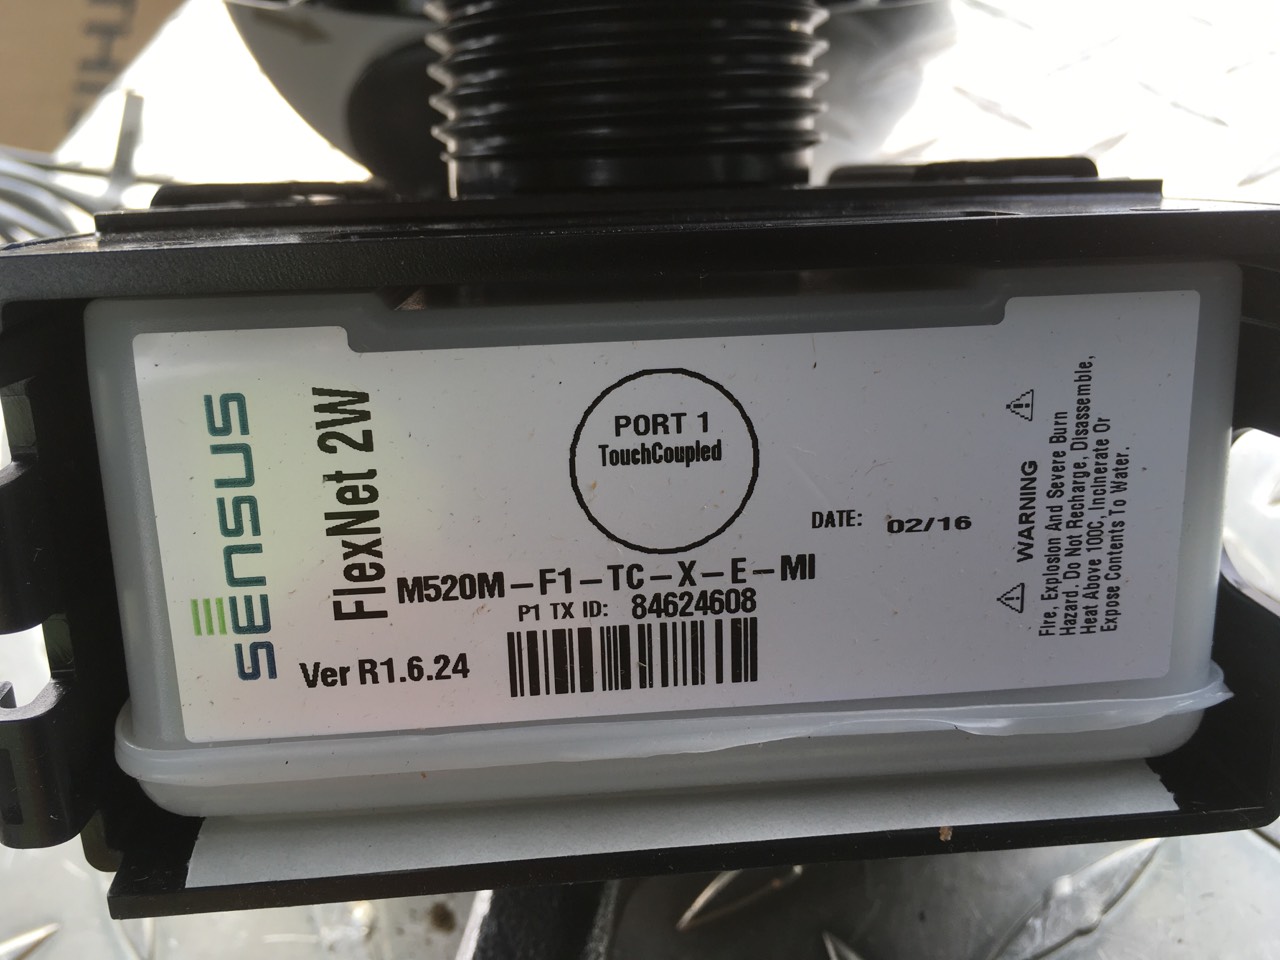 SENSUS
FlexNet 2W
PORT 1
TouchCoupled
DATE: 02/16
M520M-F1-TC-X-E-MI
P1 TX ID: 84624608
Ver R1.6.24
⚠ WARNING ⚠
Fire, Explosion And Severe Burn
Hazard. Do Not Recharge, Disassemble,
Heat Above 100C, Incinerate Or
Expose Contents To Water.